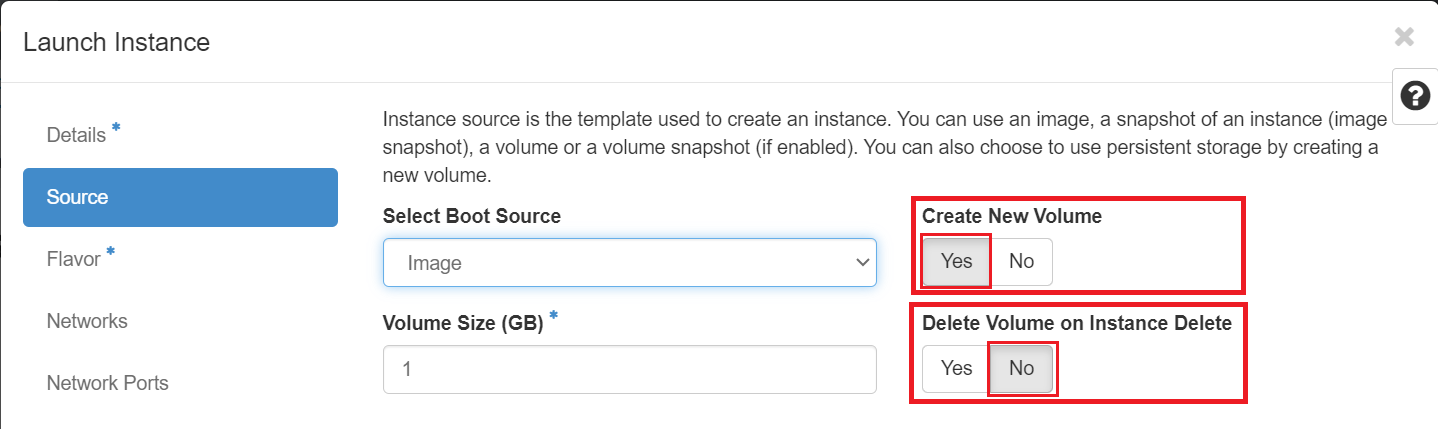 Launch Instance
Details *
Source
Flavor *
Networks
Network Ports
Instance source is the template used to create an instance. You can use an image, a snapshot of an instance (image
snapshot), a volume or a volume snapshot (if enabled). You can also choose to use persistent storage by creating a
new volume.
Select Boot Source
Image
Create New Volume
Yes No
Volume Size (GB) *
1
Delete Volume on Instance Delete
Yes No